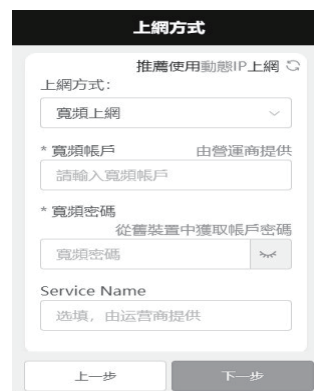 上網方式
推薦使用動態IP上網
上網方式：
寬頻上網
* 寬頻帳戶 由營運商提供
請輸入寬頻帳戶
* 寬頻密碼
從舊裝置中獲取帳戶密碼
寬頻密碼
Service Name
选填，由运营商提供
上一步 下一步